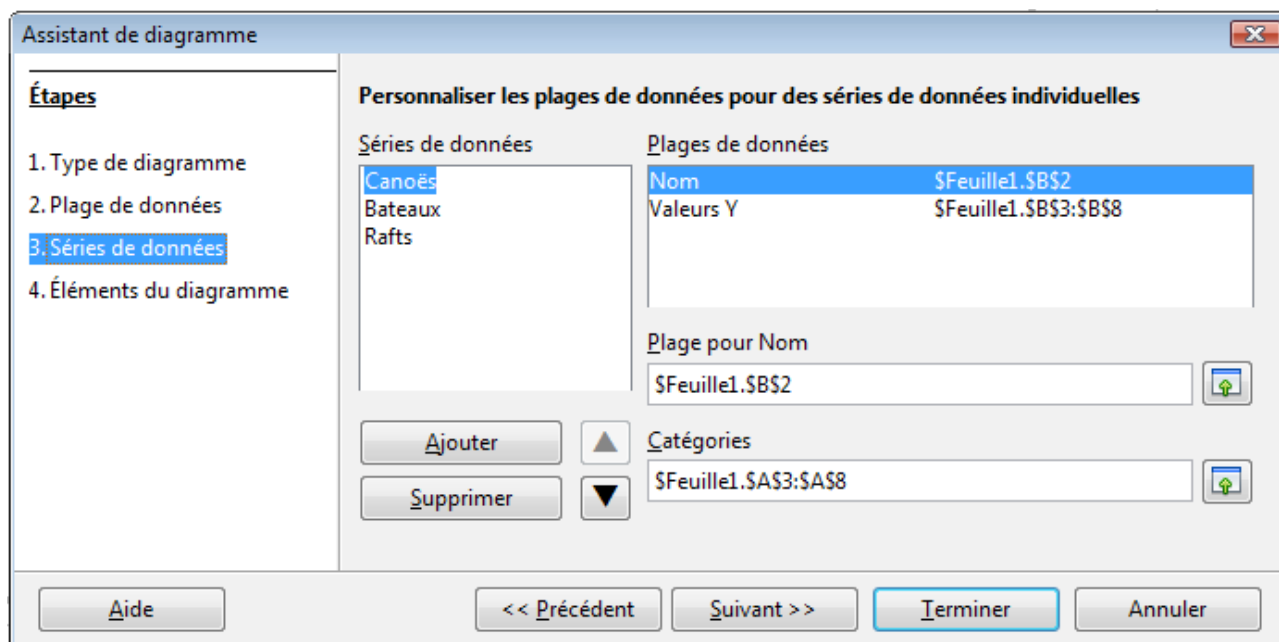 Assistant de diagramme
Étapes
1. Type de diagramme
2. Plage de données
3. Séries de données
4. Éléments du diagramme
Personnaliser les plages de données pour des séries de données individuelles
Séries de données
Canoës
Bateaux
Rafts
Ajouter
Supprimer
Plages de données
Nom $Feuille1.$B$2
Valeurs Y $Feuille1.$B$3:$B$8
Plage pour Nom
$Feuille1.$B$2
Catégories
$Feuille1.$A$3:$A$8
Aide
<< Précédent
Suivant >>
Terminer
Annuler